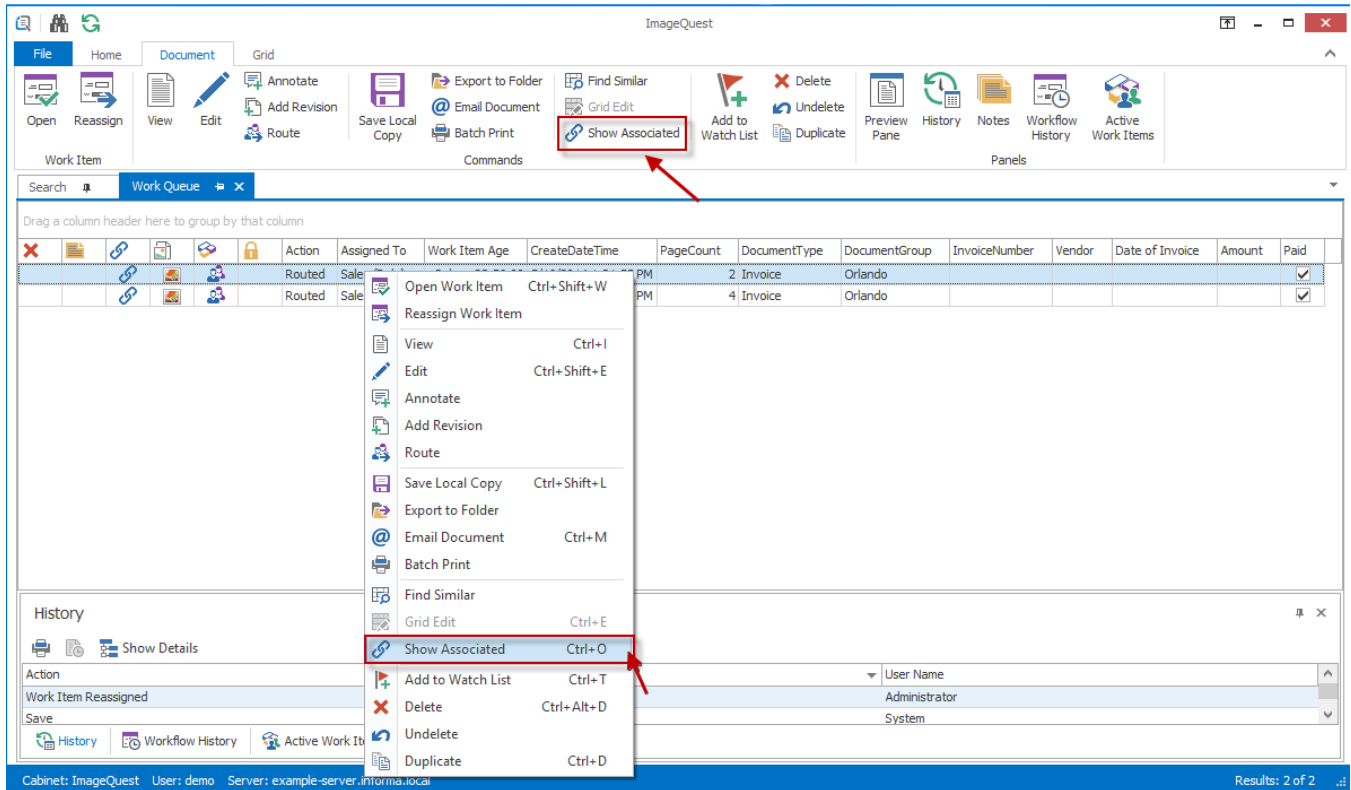 ImageQuest
File Home Document Grid
Open Reassign View Edit Annotate Add Revision Route Save Local Copy Export to Folder Email Document Batch Print Find Similar Grid Edit Show Associated Add to Watch List Delete Undelete Duplicate Preview Pane History Notes Workflow History Active Work Items
Work Item Commands Panels
Search Work Queue
Drag a column header here to group by that column
Action Assigned To Work Item Age CreateDateTime PageCount DocumentType DocumentGroup InvoiceNumber Vendor Date of Invoice Amount Paid
Routed PM 2 Invoice Orlando
Routed Sale PM 4 Invoice Orlando
Open Work Item Ctrl+Shift+W
Reassign Work Item
View Ctrl+I
Edit Ctrl+Shift+E
Annotate
Add Revision
Route
Save Local Copy Ctrl+Shift+L
Export to Folder
Email Document Ctrl+M
Batch Print
Find Similar
Grid Edit Ctrl+E
Show Associated Ctrl+O
Add to Watch List Ctrl+T
Delete Ctrl+Alt+D
Undelete
Duplicate Ctrl+D
History
Show Details
Action User Name
Work Item Reassigned Administrator
Save System
History Workflow History Active Work It
Cabinet: ImageQuest User: demo Server: example-server.informa.local Results: 2 of 2